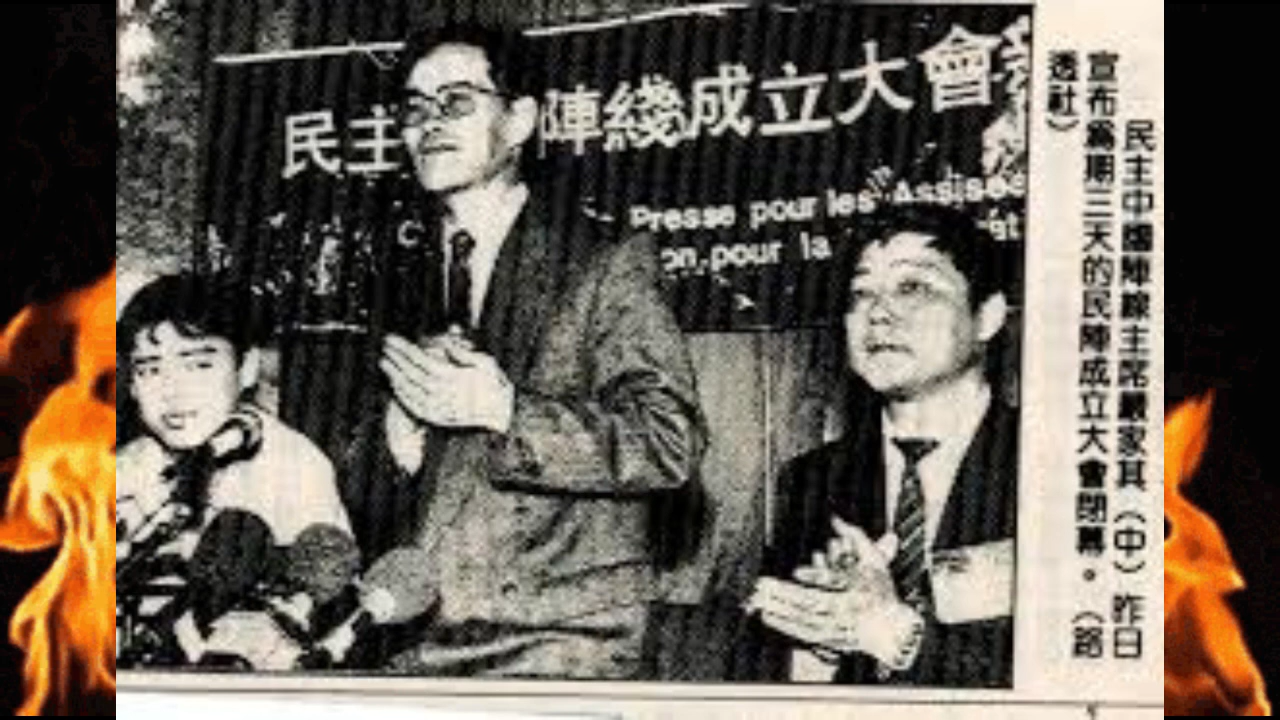 民主 陣綫成立大會
Presse pour les Assises
on pour la
民主中國陣線主席嚴家其（中）昨日
宣布為期三天的民陣成立大會閉幕。（路
透社）